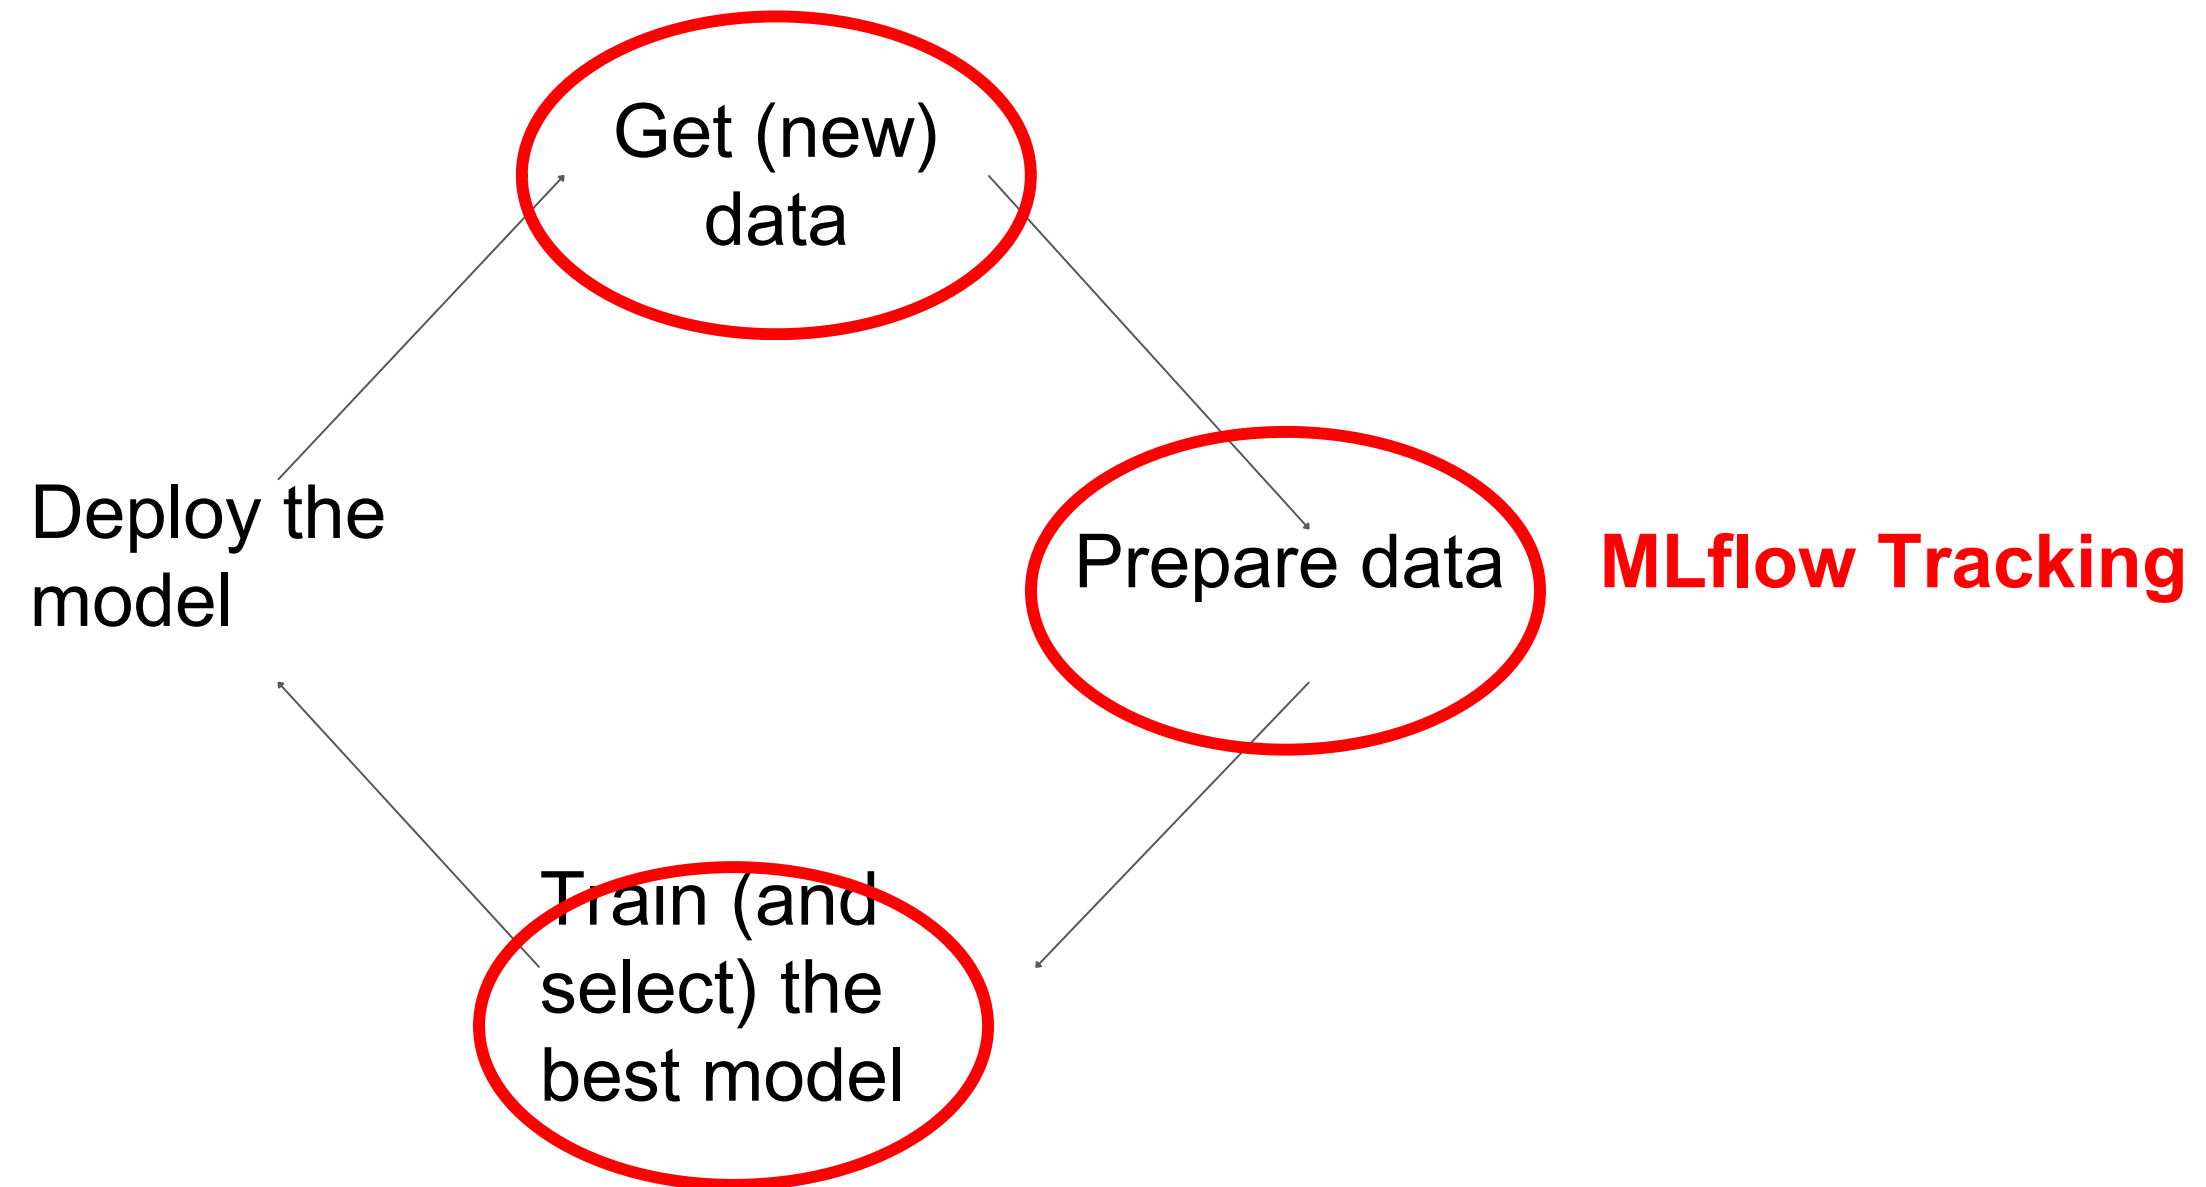 Get (new)
data
Deploy the
model
Prepare data
MLflow Tracking
Train (and
select) the
best model